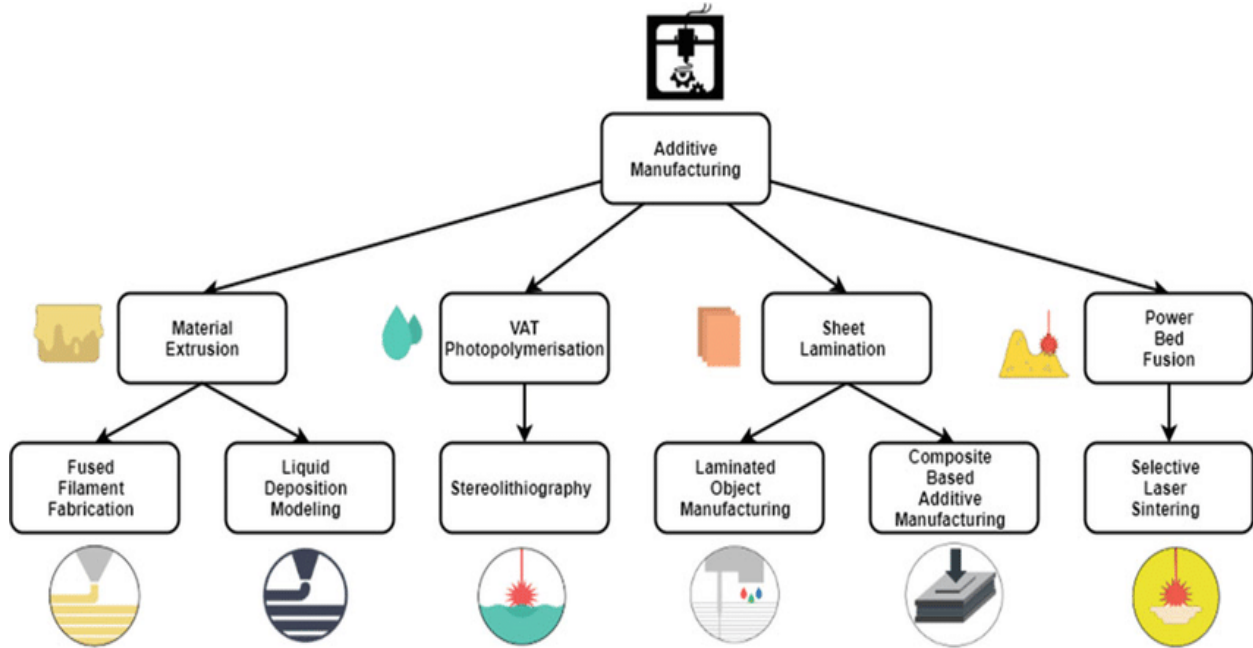 Additive
Manufacturing
Material
Extrusion
VAT
Photopolymerisation
Sheet
Lamination
Power
Bed
Fusion
Fused
Filament
Fabrication
Liquid
Deposition
Modeling
Stereolithiography
Laminated
Object
Manufacturing
Composite
Based
Additive
Manufacturing
Selective
Laser
Sintering